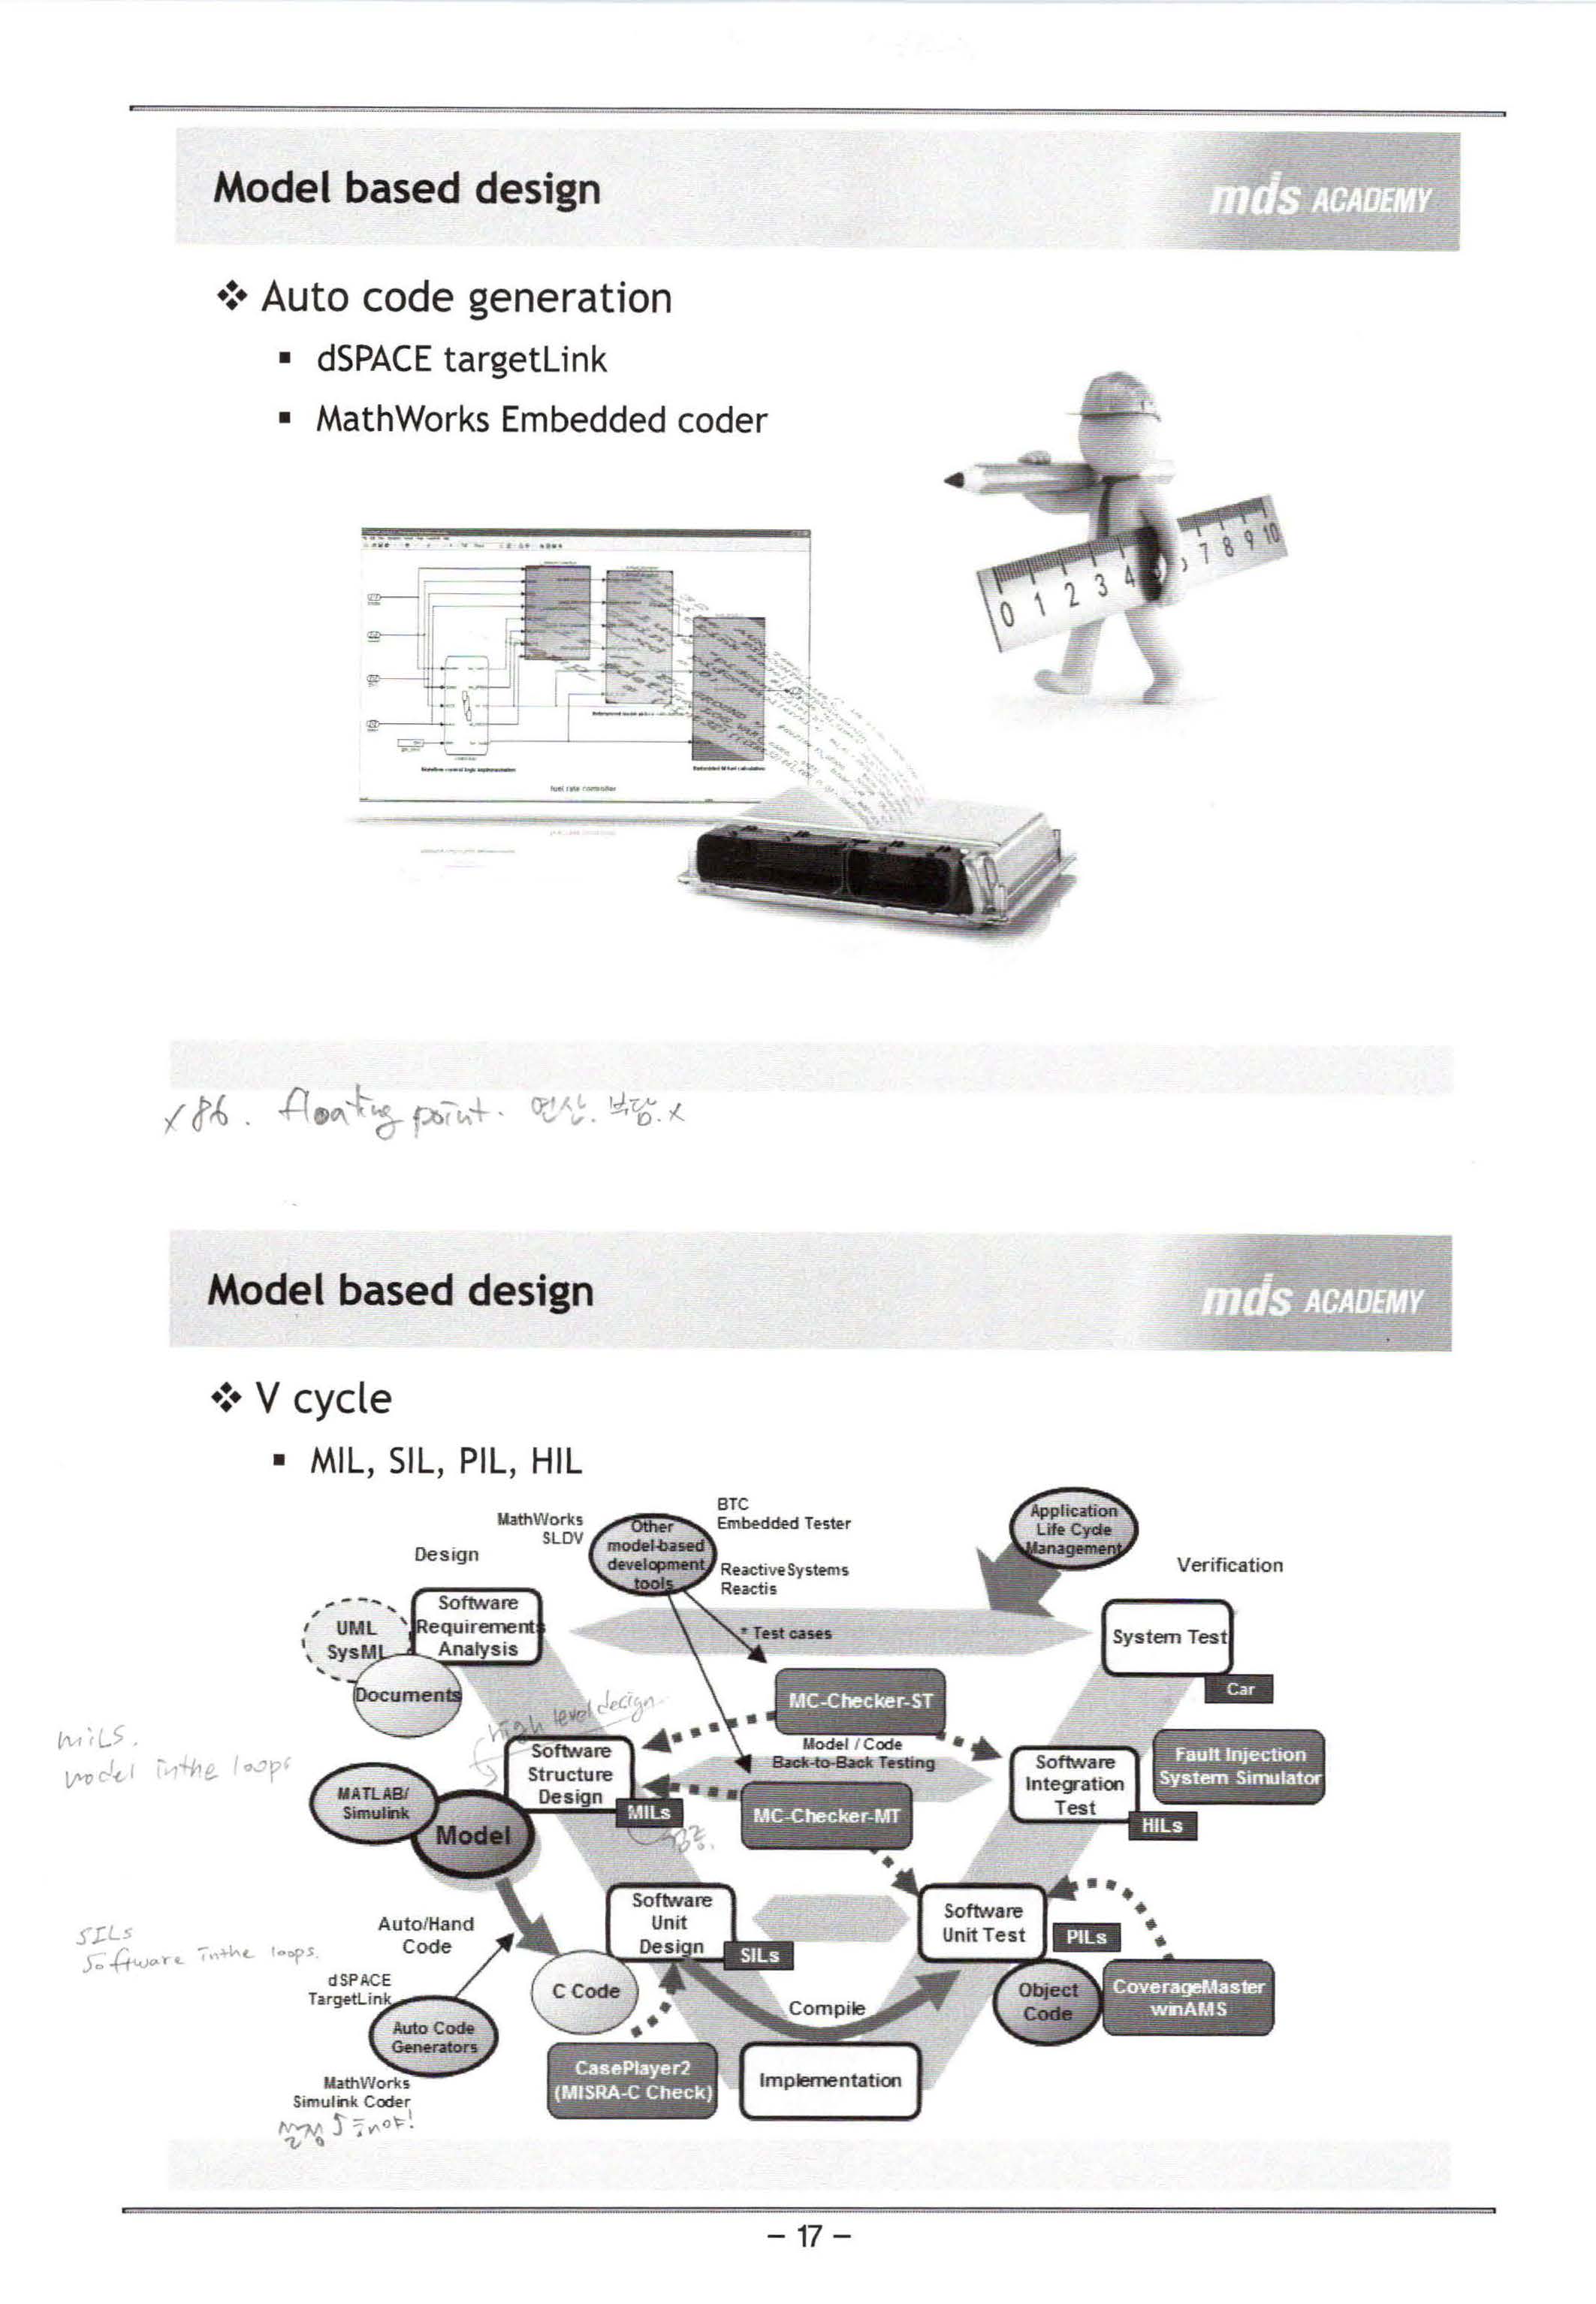 Model based design
mds ACADEMY
❖ Auto code generation
▪ dSPACE targetLink
▪ MathWorks Embedded coder
fuel rate controller
0 1 2 3 4 5 7 8 9 10
x86. floating point. 연산. 부담. x
Model based design
mds ACADEMY
❖ V cycle
▪ MIL, SIL, PIL, HIL
MathWorks
SLDV
Other
model-based
development
tools
BTC
Embedded Tester
ReactiveSystems
Reactis
Application
Life Cycle
Management
Design
Verification
UML
SysML
Software
Requirements
Analysis
Documents
* Test cases
System Test
Car
MC-Checker-ST
High level design
miLS.
model in the loops
Software
Structure
Design
MILs
Model / Code
Back-to-Back Testing
MC-Checker-MT
Software
Integration
Test
HILs
Fault Injection
System Simulator
MATLAB/
Simulink
Model
검증.
SILs
Software in the loops.
Auto/Hand
Code
Software
Unit
Design
SILs
Software
Unit Test
PILs
dSPACE
TargetLink
Auto Code
Generators
C Code
Compile
Object
Code
CoverageMaster
winAMS
MathWorks
Simulink Coder
CasePlayer2
(MISRA-C Check)
Implementation
– 17 –